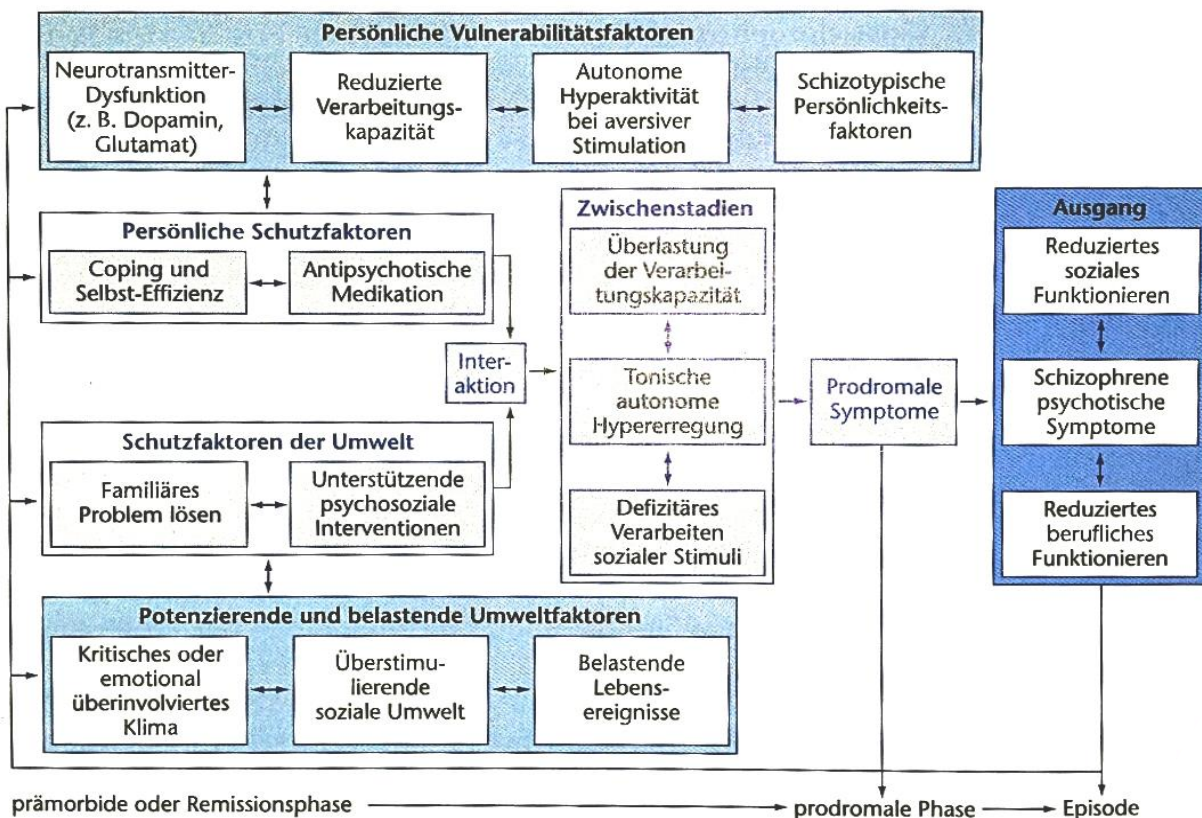 Persönliche Vulnerabilitätsfaktoren
Neurotransmitter-
Dysfunktion
(z. B. Dopamin,
Glutamat)
Reduzierte
Verarbeitungs-
kapazität
Autonome
Hyperaktivität
bei aversiver
Stimulation
Schizotypische
Persönlichkeits-
faktoren
Persönliche Schutzfaktoren
Coping und
Selbst-Effizienz
Antipsychotische
Medikation
Schutzfaktoren der Umwelt
Familiäres
Problem lösen
Unterstützende
psychosoziale
Interventionen
Potenzierende und belastende Umweltfaktoren
Kritisches oder
emotional
überinvolviertes
Klima
Überstimu-
lierende
soziale Umwelt
Belastende
Lebens-
ereignisse
Inter-
aktion
Zwischenstadien
Überlastung
der Verarbei-
tungskapazität
Tonische
autonome
Hypererregung
Defizitäres
Verarbeiten
sozialer Stimuli
Prodromale
Symptome
Ausgang
Reduziertes
soziales
Funktionieren
Schizophrene
psychotische
Symptome
Reduziertes
berufliches
Funktionieren
prämorbide oder Remissionsphase
prodromale Phase
Episode